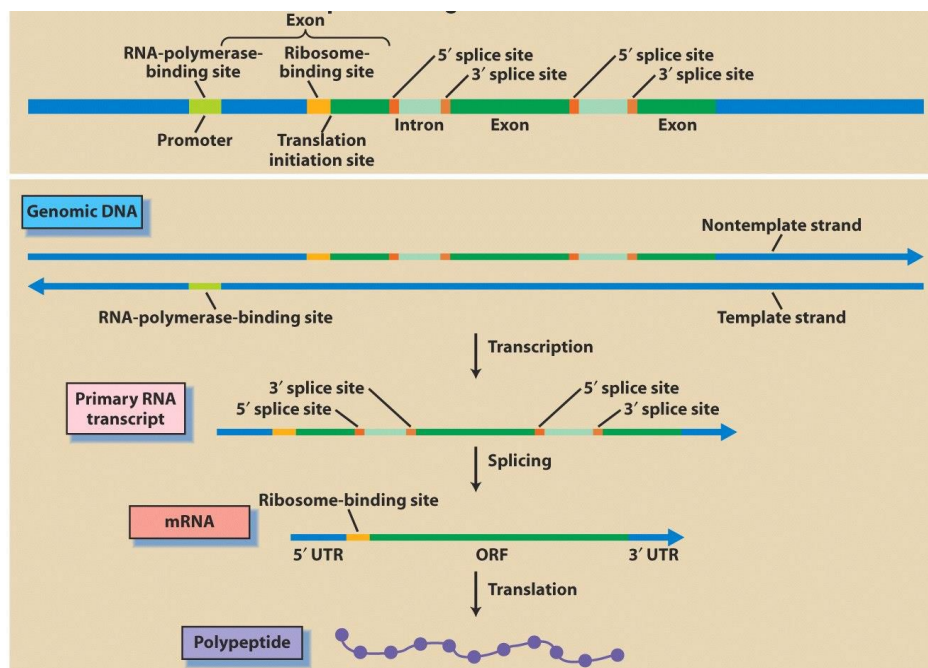 Exon
RNA-polymerase-
binding site
Ribosome-
binding site
5′ splice site
3′ splice site
3′ splice site
Promoter
Translation
initiation site
Intron
Exon
Exon
Genomic DNA
Nontemplate strand
RNA-polymerase-binding site
Template strand
Transcription
Primary RNA
transcript
3′ splice site
5′ splice site
5′ splice site
3′ splice site
Splicing
mRNA
Ribosome-binding site
5′ UTR
ORF
3′ UTR
Translation
Polypeptide